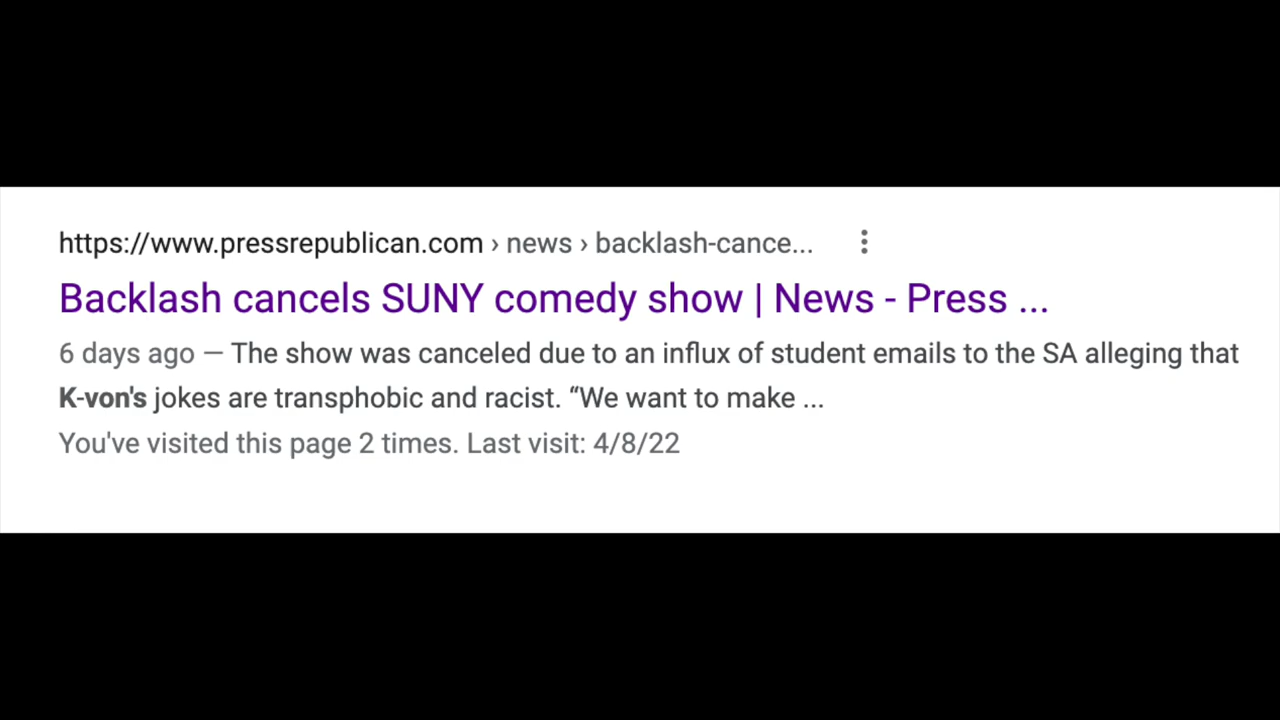 https://www.pressrepublican.com › news › backlash-cance...
Backlash cancels SUNY comedy show | News - Press ...
6 days ago — The show was canceled due to an influx of student emails to the SA alleging that
K-von's jokes are transphobic and racist. “We want to make ...
You've visited this page 2 times. Last visit: 4/8/22